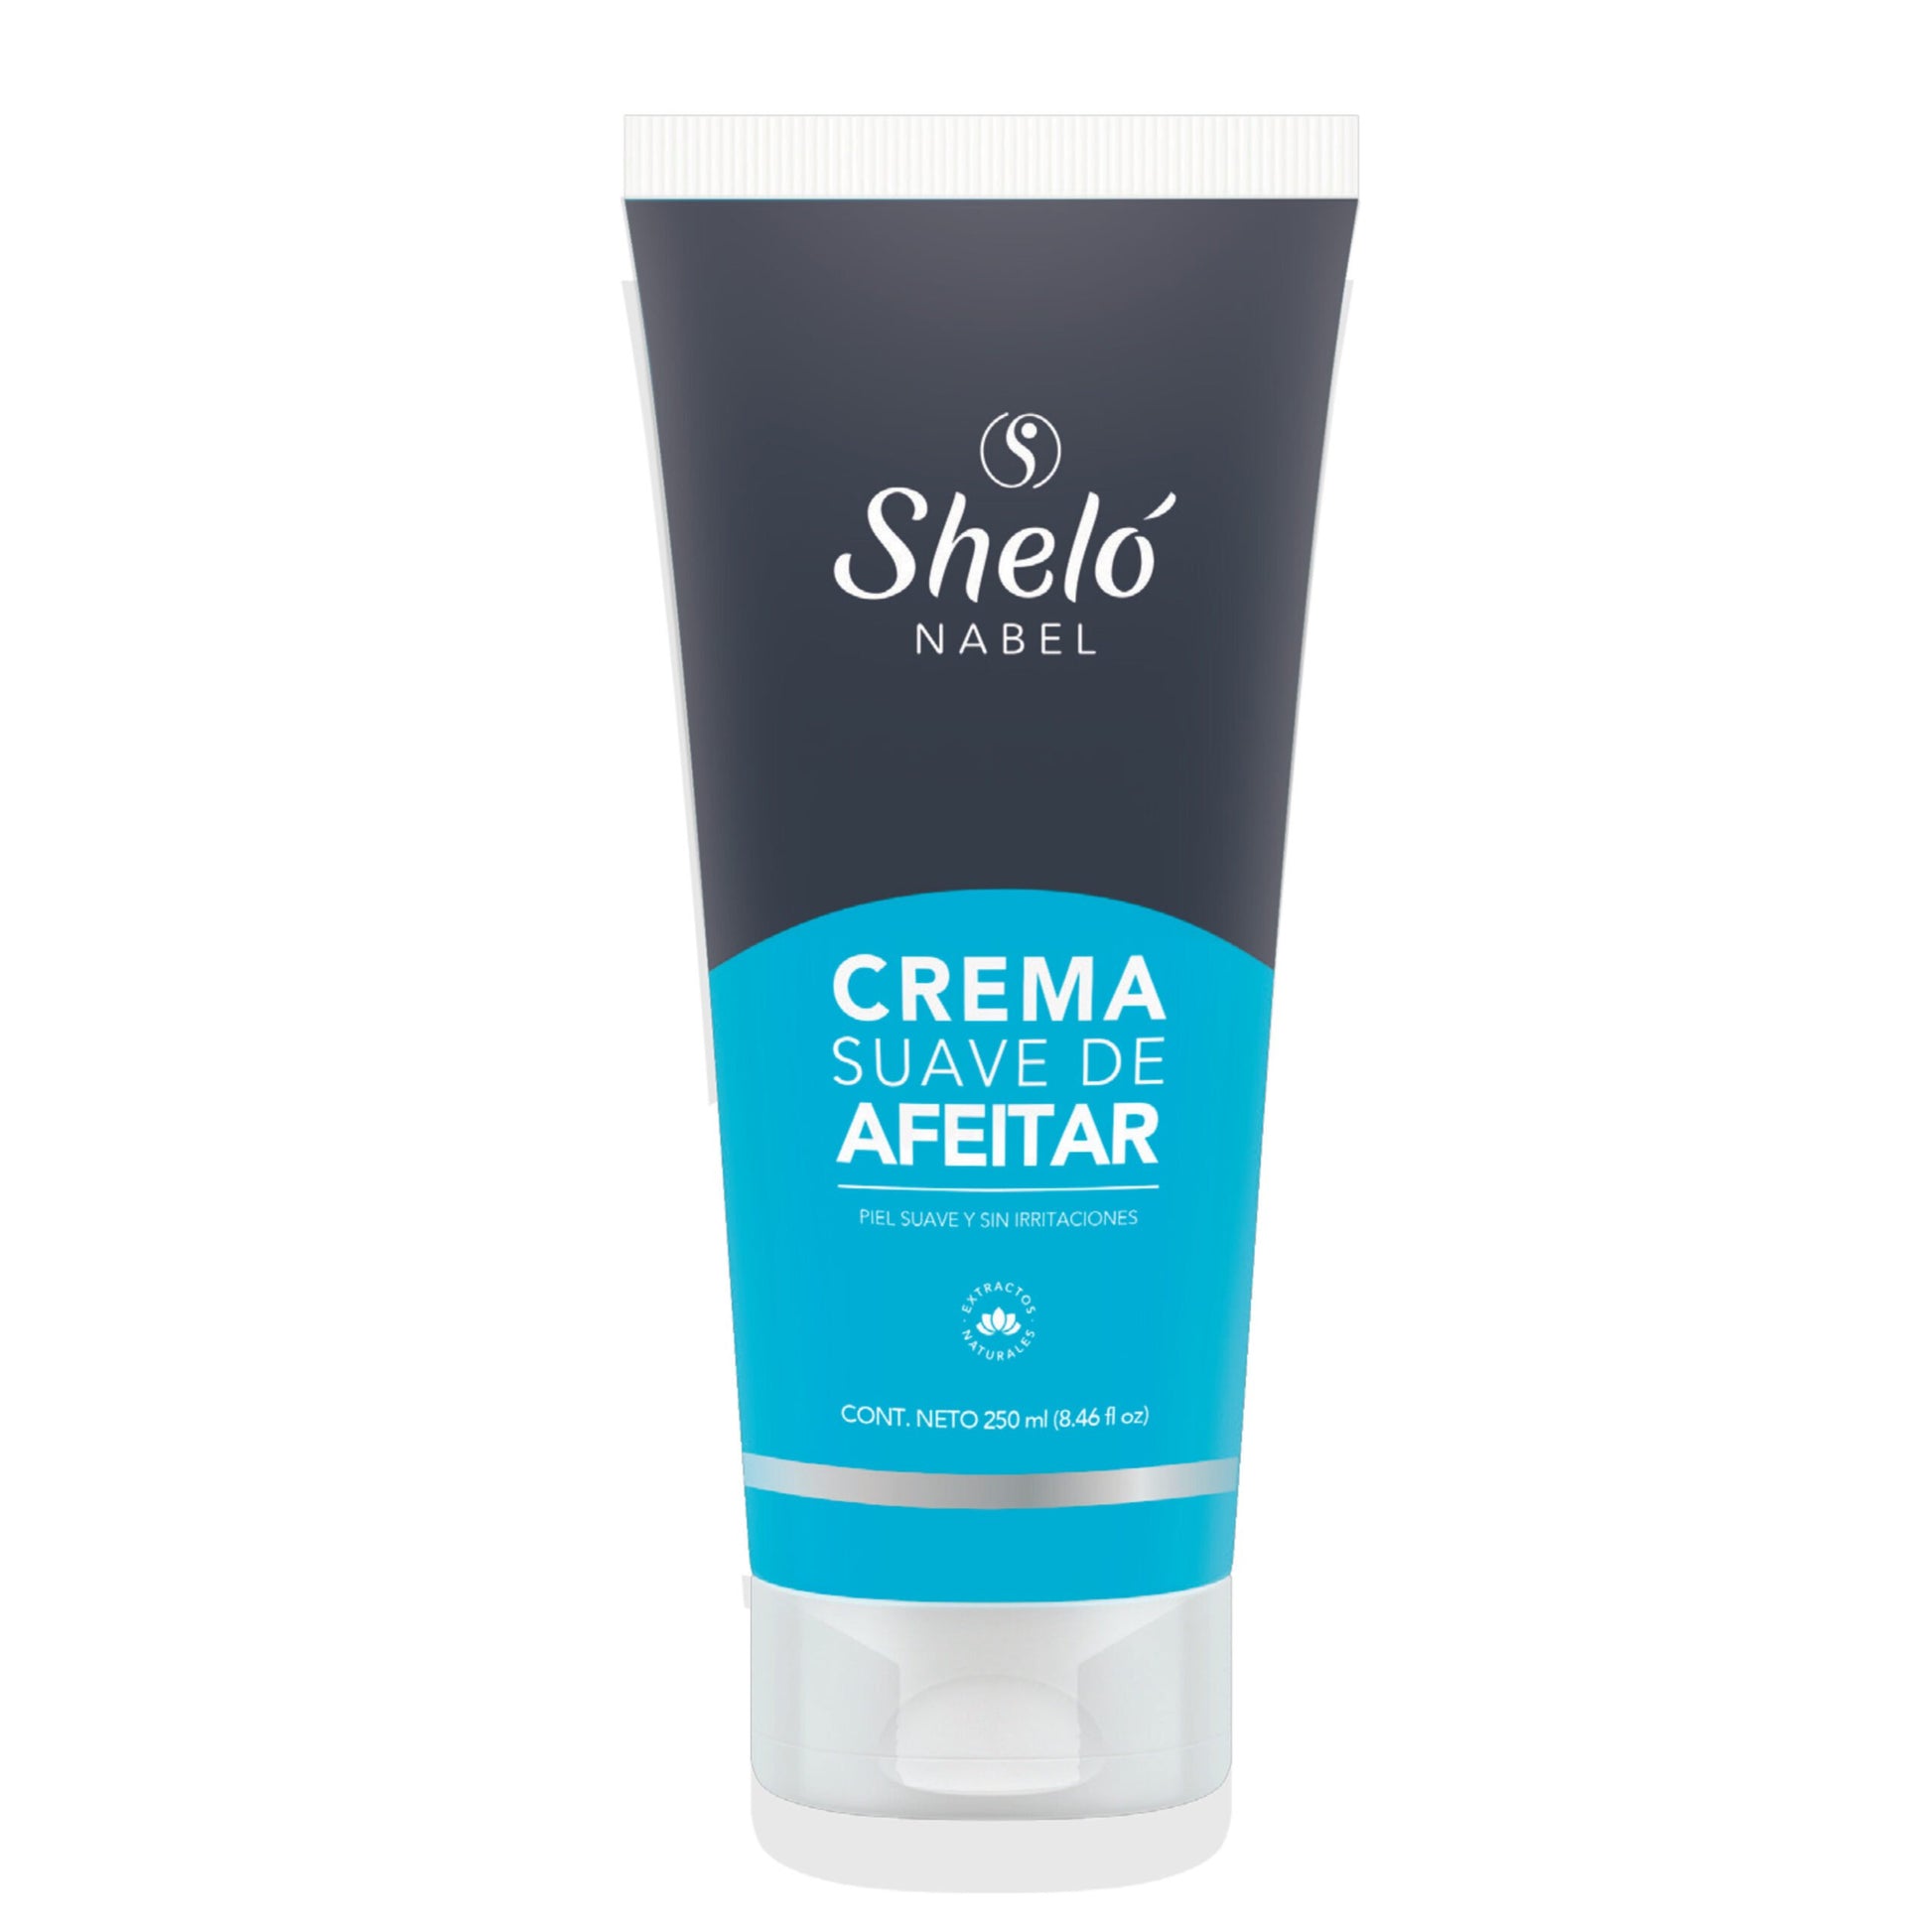 Sheló
NABEL
CREMA
SUAVE DE
AFEITAR
PIEL SUAVE Y SIN IRRITACIONES
EXTRACTOS
NATURALES
CONT. NETO 250 ml (8.46 fl oz)